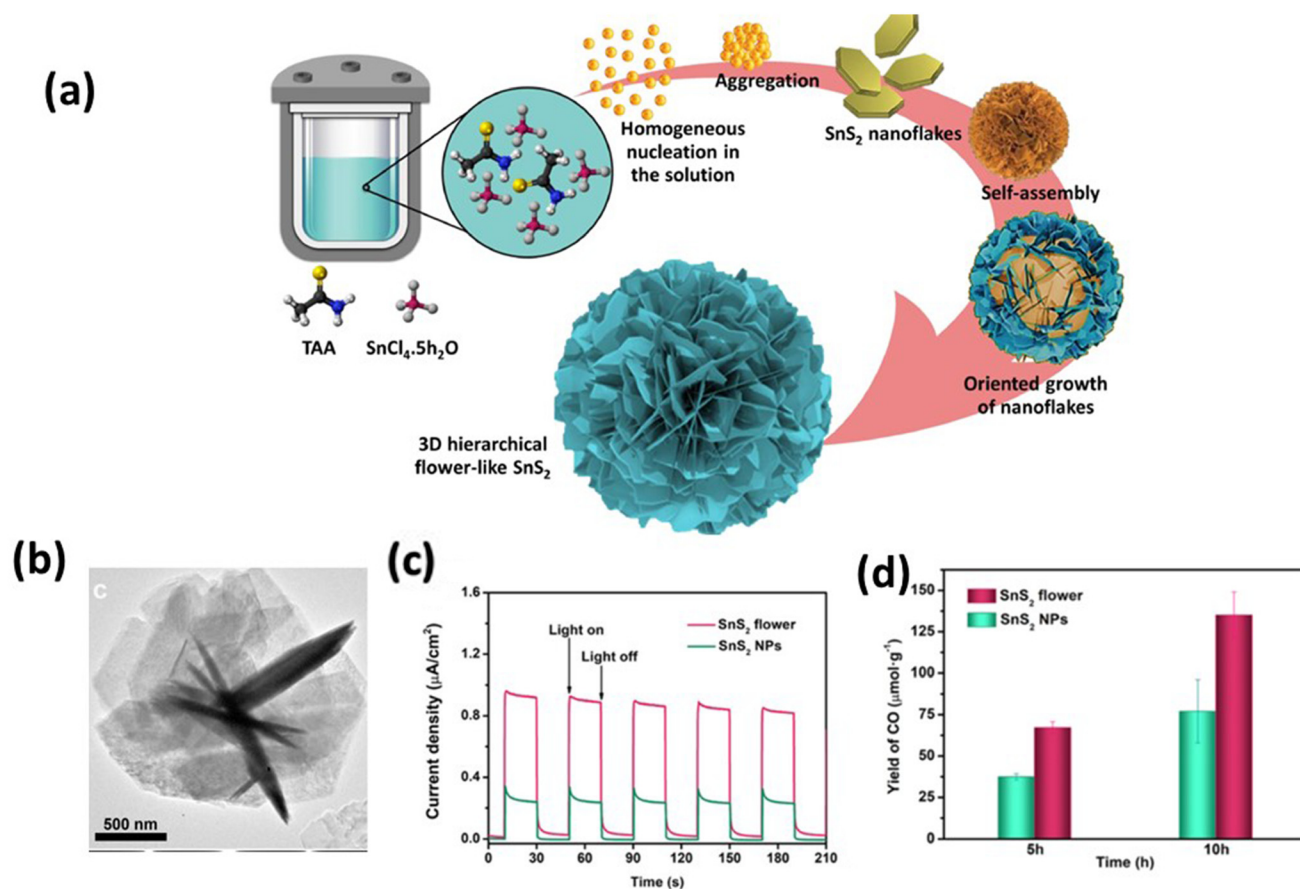 (a)
Homogeneous
nucleation in
the solution
Aggregation
SnS₂ nanoflakes
Self-assembly
Oriented growth
of nanoflakes
3D hierarchical
flower-like SnS₂
TAA
SnCl₄.5h₂O
(b)
C
500 nm
(c)
Current density (μA/cm²)
1.6
1.2
0.8
0.4
0.0
SnS₂ flower
SnS₂ NPs
Light on
Light off
0 30 60 90 120 150 180 210
Time (s)
(d)
Yield of CO (μmol·g⁻¹)
150
125
100
75
50
25
0
SnS₂ flower
SnS₂ NPs
5h 10h
Time (h)